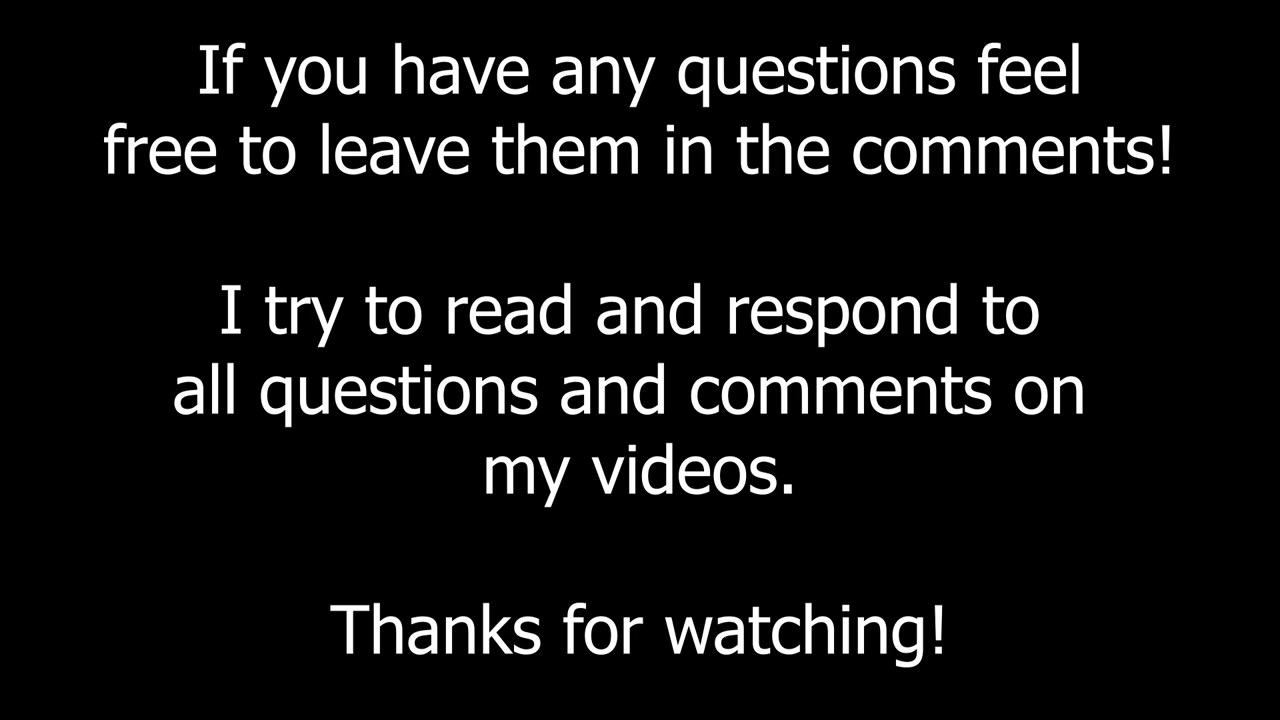 If you have any questions feel
free to leave them in the comments!
I try to read and respond to
all questions and comments on
my videos.
Thanks for watching!